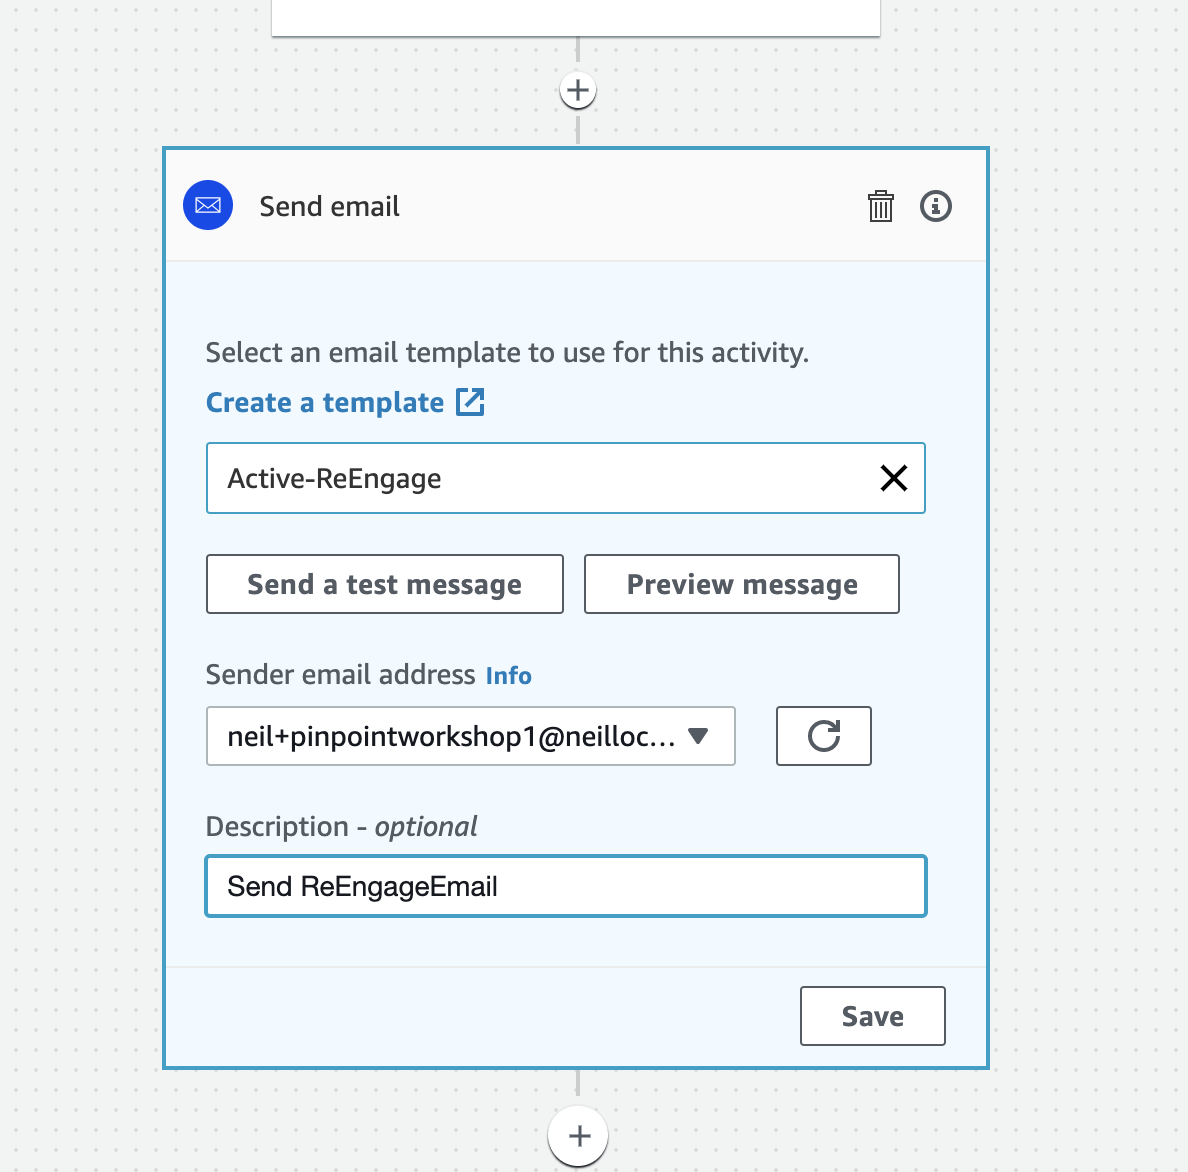 Send email
Select an email template to use for this activity.
Create a template
Active-ReEngage
Send a test message
Preview message
Sender email address Info
neil+pinpointworkshop1@neilloc...
Description - optional
Send ReEngageEmail
Save